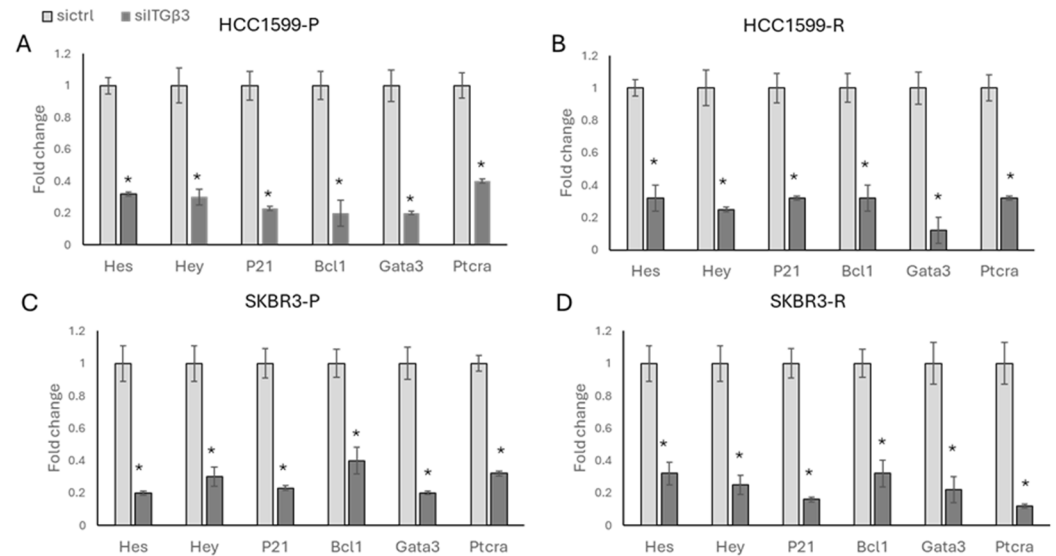 sictrl siITGβ3
A HCC1599-P
Fold change
1.2
1
0.8
0.6
0.4
0.2
0
* * * * * *
Hes Hey P21 Bcl1 Gata3 Ptcra
B HCC1599-R
Fold change
1.2
1
0.8
0.6
0.4
0.2
0
* * * * * *
Hes Hey P21 Bcl1 Gata3 Ptcra
C SKBR3-P
Fold change
1.2
1
0.8
0.6
0.4
0.2
0
* * * * * *
Hes Hey P21 Bcl1 Gata3 Ptcra
D SKBR3-R
Fold change
1.2
1
0.8
0.6
0.4
0.2
0
* * * * * *
Hes Hey P21 Bcl1 Gata3 Ptcra